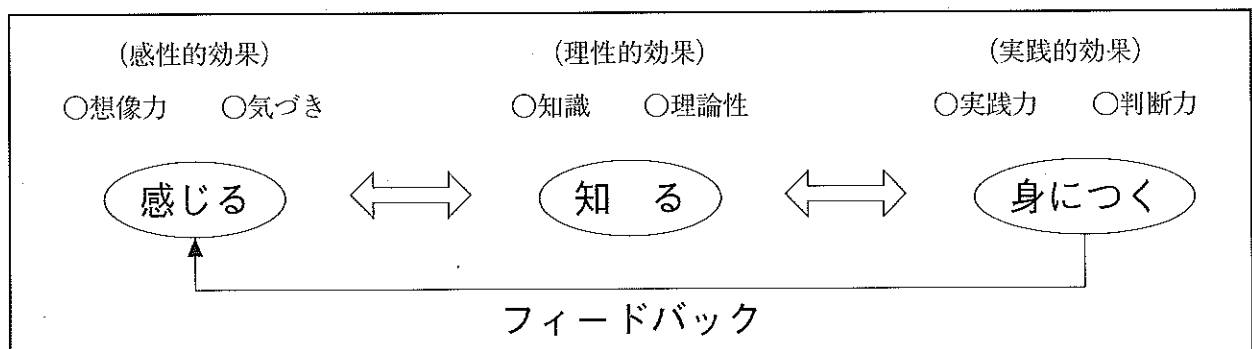 (感性的効果) (理性的効果) (実践的効果)
○想像力 ○気づき ○知識 ○理論性 ○実践力 ○判断力
感じる 知る 身につく
フィードバック